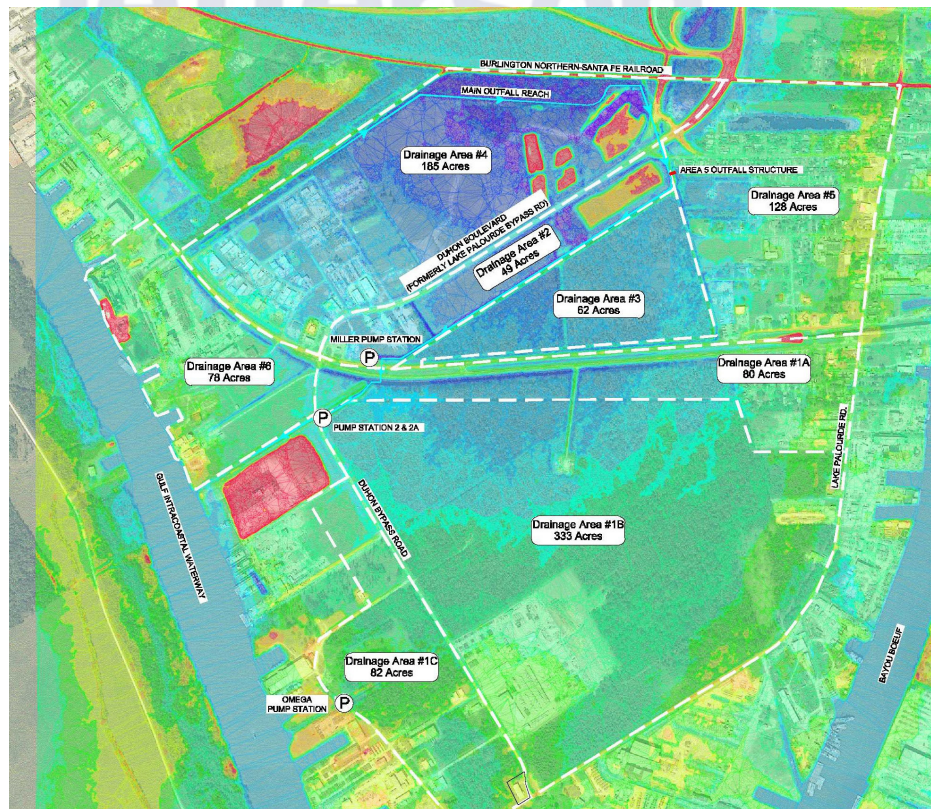 BURLINGTON NORTHERN-SANTA FE RAILROAD
MAIN OUTFALL REACH
Drainage Area #4
185 Acres
AREA 5 OUTFALL STRUCTURE
Drainage Area #5
128 Acres
DUHON BOULEVARD
(FORMERLY LAKE PALOURDE BYPASS RD)
Drainage Area #2
49 Acres
Drainage Area #3
62 Acres
MILLER PUMP STATION
P
Drainage Area #6
78 Acres
Drainage Area #1A
80 Acres
P
PUMP STATION 2 & 2A
LAKE PALOURDE RD.
GULF INTRACOASTAL WATERWAY
DUHON BYPASS ROAD
Drainage Area #1B
333 Acres
BAYOU BOEUF
Drainage Area #1C
82 Acres
OMEGA
PUMP STATION
P